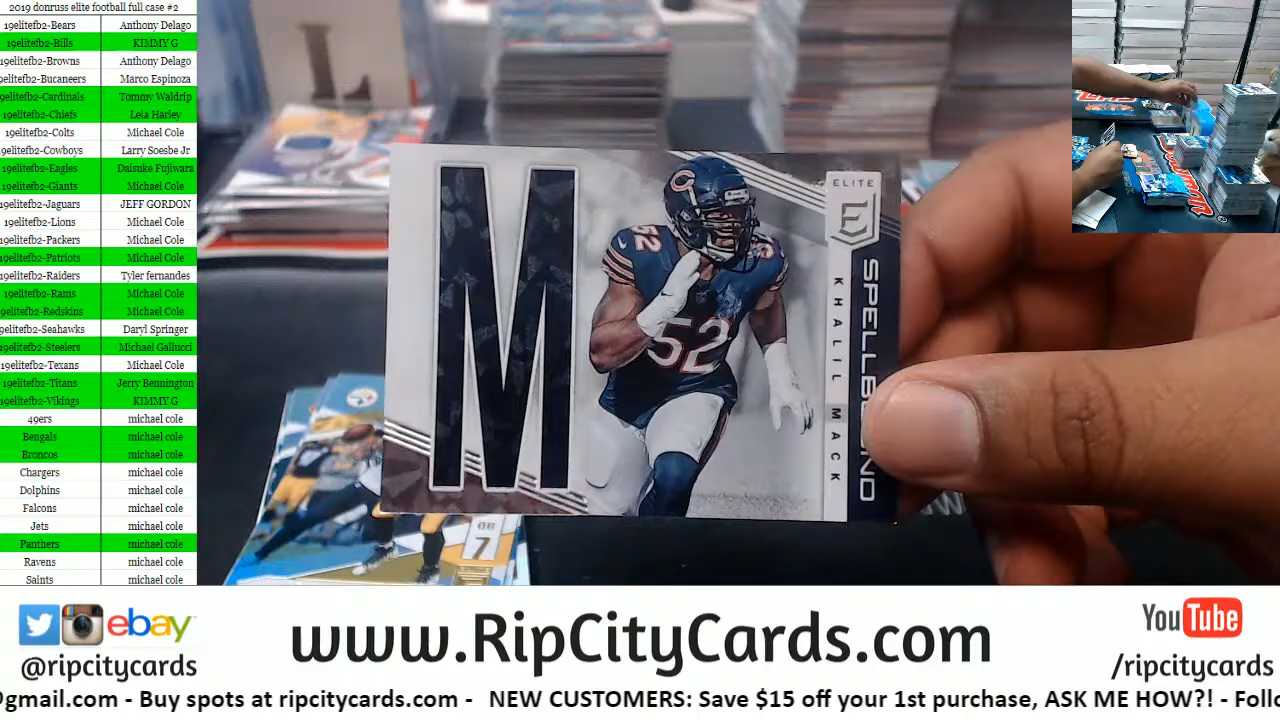 2019 donruss elite football full case #2
19elitefb2-Bears Anthony Delago
19elitefb2-Bills KIMMY G
19elitefb2-Browns Anthony Delago
9elitefb2-Bucaneers Marco Espinoza
19elitefb2-Cardinals Tommy Waldrip
19elitefb2-Chiefs Lela Harley
19elitefb2-Colts Michael Cole
19elitefb2-Cowboys Larry Soesbe Jr
19elitefb2-Eagles Daisuke Fujiwara
19elitefb2-Giants Michael Cole
19elitefb2-Jaguars JEFF GORDON
19elitefb2-Lions Michael Cole
19elitefb2-Packers Michael Cole
19elitefb2-Patriots Michael Cole
19elitefb2-Raiders Tyler fernandes
19elitefb2-Rams Michael Cole
19elitefb2-Redskins Michael Cole
9elitefb2-Seahawks Daryl Springer
19elitefb2-Steelers Michael Gallucci
19elitefb2-Texans Michael Cole
19elitefb2-Titans Jerry Bennington
19elitefb2-Vikings KIMMY G
49ers michael cole
Bengals michael cole
Broncos michael cole
Chargers michael cole
Dolphins michael cole
Falcons michael cole
Jets michael cole
Panthers michael cole
Ravens michael cole
Saints michael cole
M
52
52
ELITE
E
KHALIL MACK
QB
7
ebay
@ripcitycards
www.RipCityCards.com
YouTube
/ripcitycards
@gmail.com - Buy spots at ripcitycards.com - NEW CUSTOMERS: Save $15 off your 1st purchase, ASK ME HOW?! - Follo